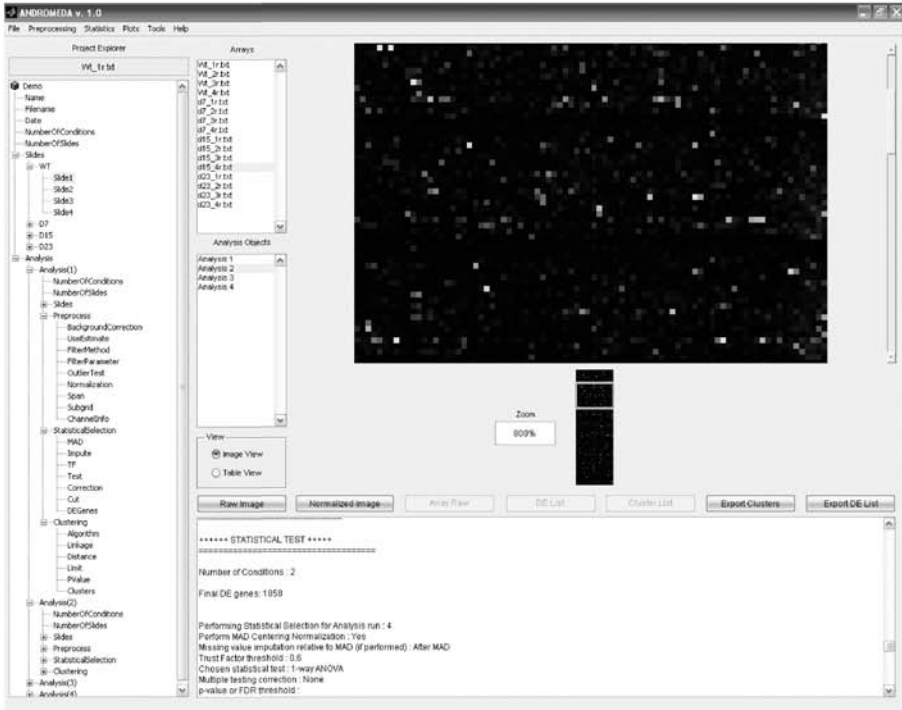 ANDROMEDA v. 1.0
File Preprocessing Statistics Plots Tools Help
Project Explorer
Wt_1r.txt
Demo
Name
Filename
Date
NumberOfConditions
NumberOfSlides
Slides
WT
Slide1
Slide2
Slide3
Slide4
D7
D15
D23
Analysis
Analysis(1)
NumberOfConditions
NumberOfSlides
Slides
Preprocess
BackgroundCorrection
UseEstimate
FilterMethod
FilterParameter
OutlierTest
Normalization
Span
Subgrid
ChannelInfo
StatisticalSelection
MAD
Impute
TF
Test
Correction
Cut
DEGenes
Clustering
Algorithm
Linkage
Distance
Limit
PValue
Clusters
Analysis(2)
NumberOfConditions
NumberOfSlides
Slides
Preprocess
StatisticalSelection
Clustering
Analysis(3)
Analysis(4)
Arrays
Wt_1r.txt
Wt_2r.txt
Wt_3r.txt
Wt_4r.txt
d7_1r.txt
d7_2r.txt
d7_3r.txt
d7_4r.txt
d15_1r.txt
d15_2r.txt
d15_3r.txt
d15_4r.txt
d23_1r.txt
d23_2r.txt
d23_3r.txt
d23_4r.txt
Analysis Objects
Analysis 1
Analysis 2
Analysis 3
Analysis 4
View
Image View
Table View
Zoom
800%
Raw Image
Normalized Image
Array Raw
DE List
Cluster List
Export Clusters
Export DE List
+++++ STATISTICAL TEST +++++
==================================
Number of Conditions : 2
Final DE genes: 1858
Performing Statistical Selection for Analysis run : 4
Perform MAD Centering Normalization : Yes
Missing value imputation relative to MAD (if performed) : After MAD
Trust Factor threshold : 0.6
Chosen statistical test : 1-way ANOVA
Multiple testing correction : None
p-value or FDR threshold :